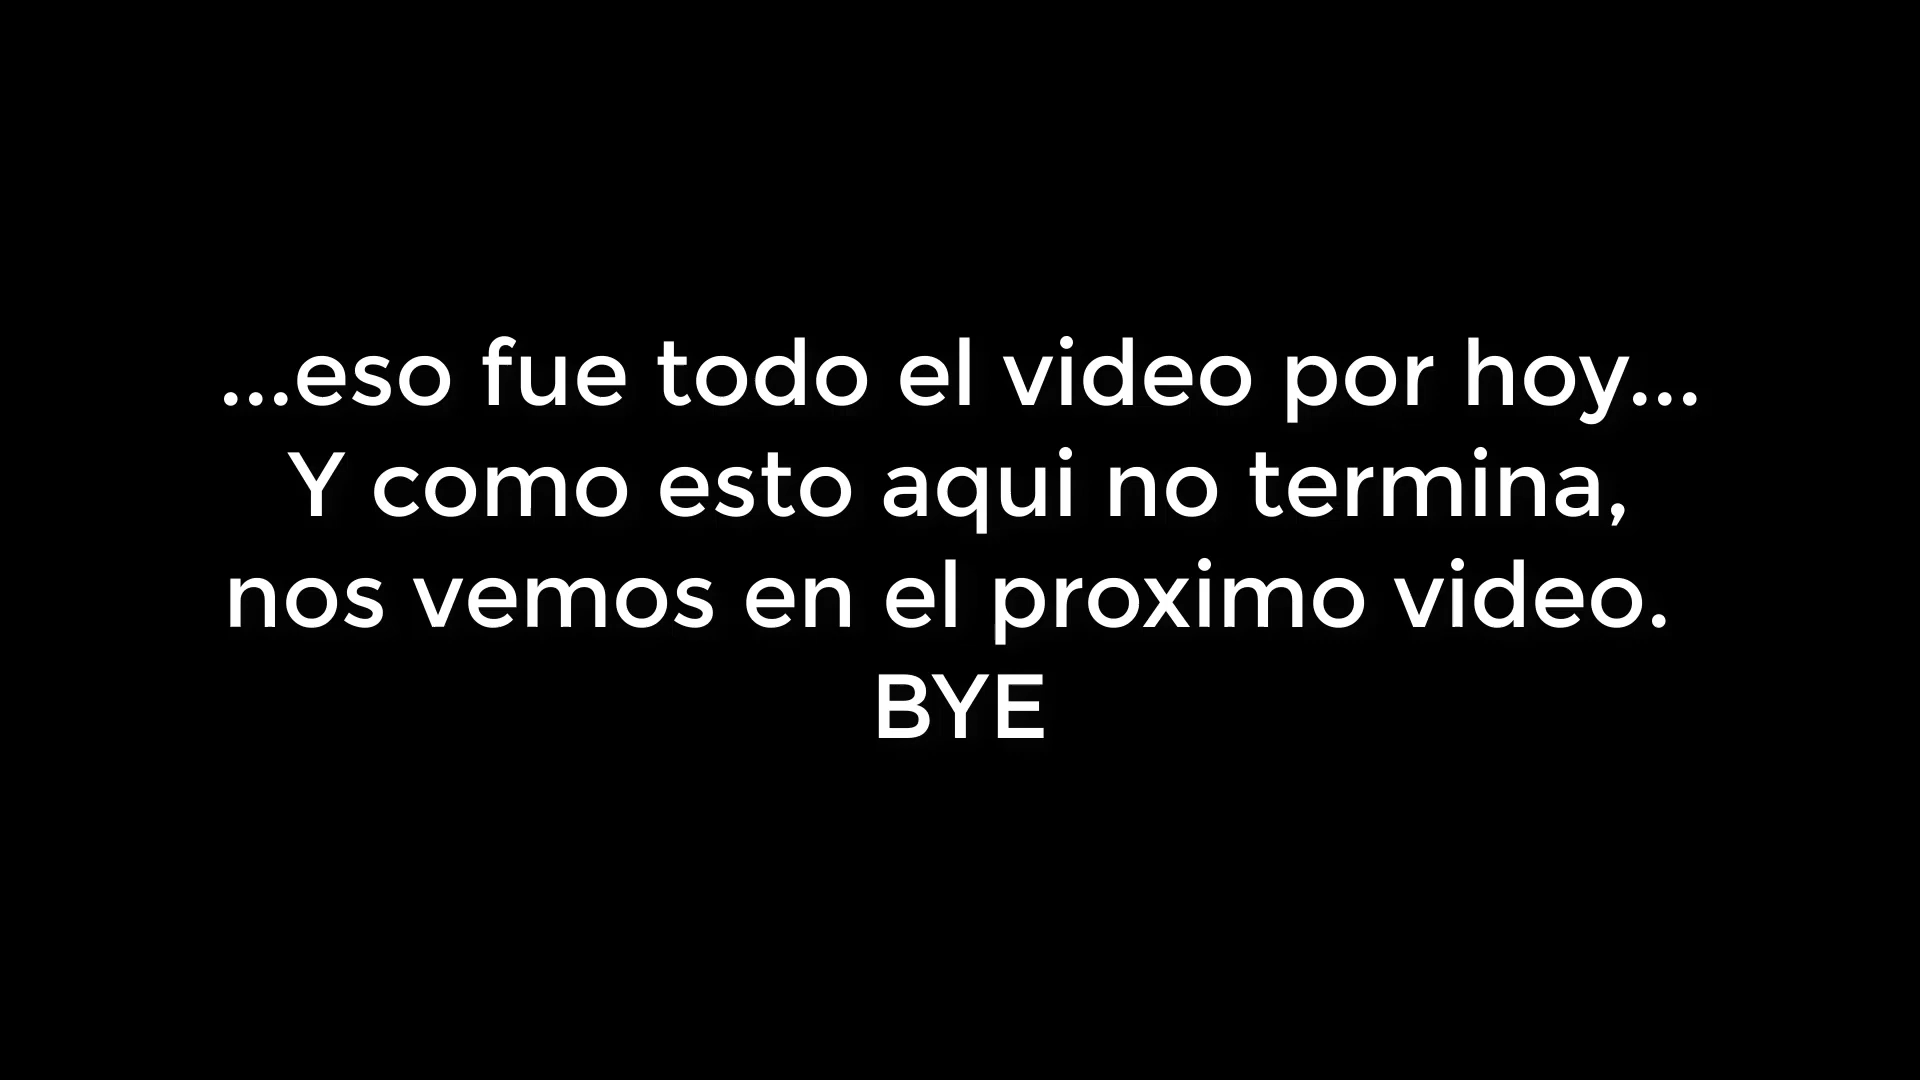 ...eso fue todo el video por hoy...
Y como esto aqui no termina,
nos vemos en el proximo video.
BYE